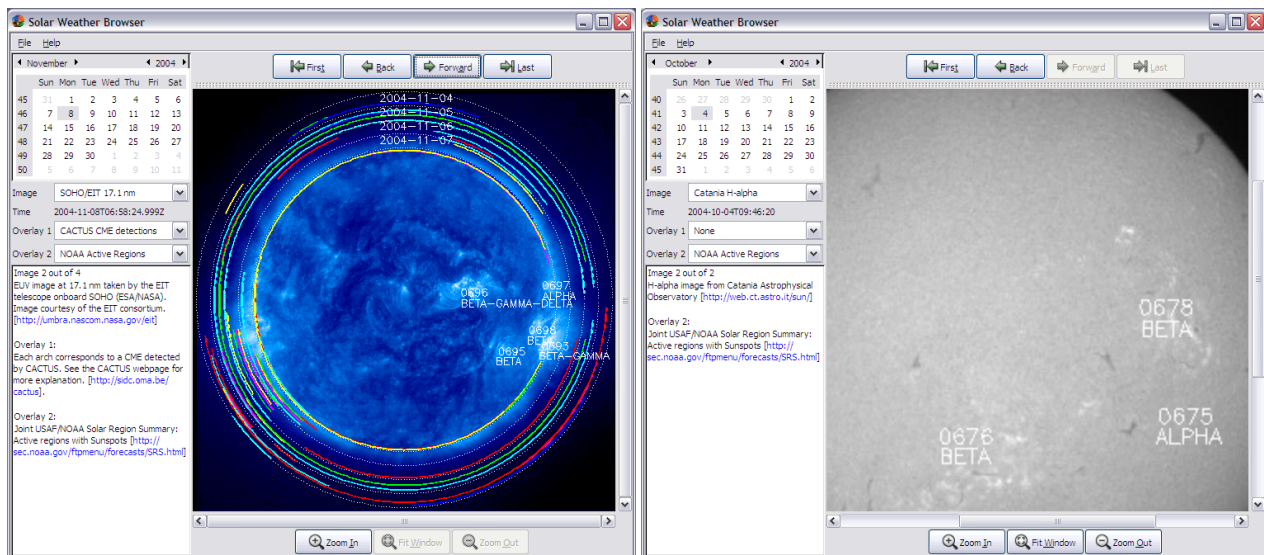 Solar Weather Browser
File Help
November 2004
Sun Mon Tue Wed Thu Fri Sat
45 31 1 2 3 4 5 6
46 7 8 9 10 11 12 13
47 14 15 16 17 18 19 20
48 21 22 23 24 25 26 27
49 28 29 30 1 2 3 4
50 5 6 7 8 9 10 11
Image SOHO/EIT 17.1 nm
Time 2004-11-08T06:58:24.999Z
Overlay 1 CACTUS CME detections
Overlay 2 NOAA Active Regions
Image 2 out of 4
EUV image at 17.1 nm taken by the EIT
telescope onboard SOHO (ESA/NASA).
Image courtesy of the EIT consortium.
[http://umbra.nascom.nasa.gov/eit]
Overlay 1:
Each arch corresponds to a CME detected
by CACTUS. See the CACTUS webpage for
more explanation. [http://sidc.oma.be/
cactus].
Overlay 2:
Joint USAF/NOAA Solar Region Summary:
Active regions with Sunspots [http://
sec.noaa.gov/ftpmenu/forecasts/SRS.html]
First Back Forward Last
2004-11-04
2004-11-05
2004-11-06
2004-11-07
0696
BETA-GAMMA-DELTA
0697
ALPHA
0698
BETA
0693
BETA-GAMMA
0695
BETA
Zoom In Fit Window Zoom Out
Solar Weather Browser
File Help
October 2004
Sun Mon Tue Wed Thu Fri Sat
40 26 27 28 29 30 1 2
41 3 4 5 6 7 8 9
42 10 11 12 13 14 15 16
43 17 18 19 20 21 22 23
44 24 25 26 27 28 29 30
45 31 1 2 3 4 5 6
Image Catania H-alpha
Time 2004-10-04T09:46:20
Overlay 1 None
Overlay 2 NOAA Active Regions
Image 2 out of 2
H-alpha image from Catania Astrophysical
Observatory [http://web.ct.astro.it/sun/]
Overlay 2:
Joint USAF/NOAA Solar Region Summary:
Active regions with Sunspots [http://
sec.noaa.gov/ftpmenu/forecasts/SRS.html]
First Back Forward Last
0678
BETA
0675
ALPHA
0676
BETA
Zoom In Fit Window Zoom Out